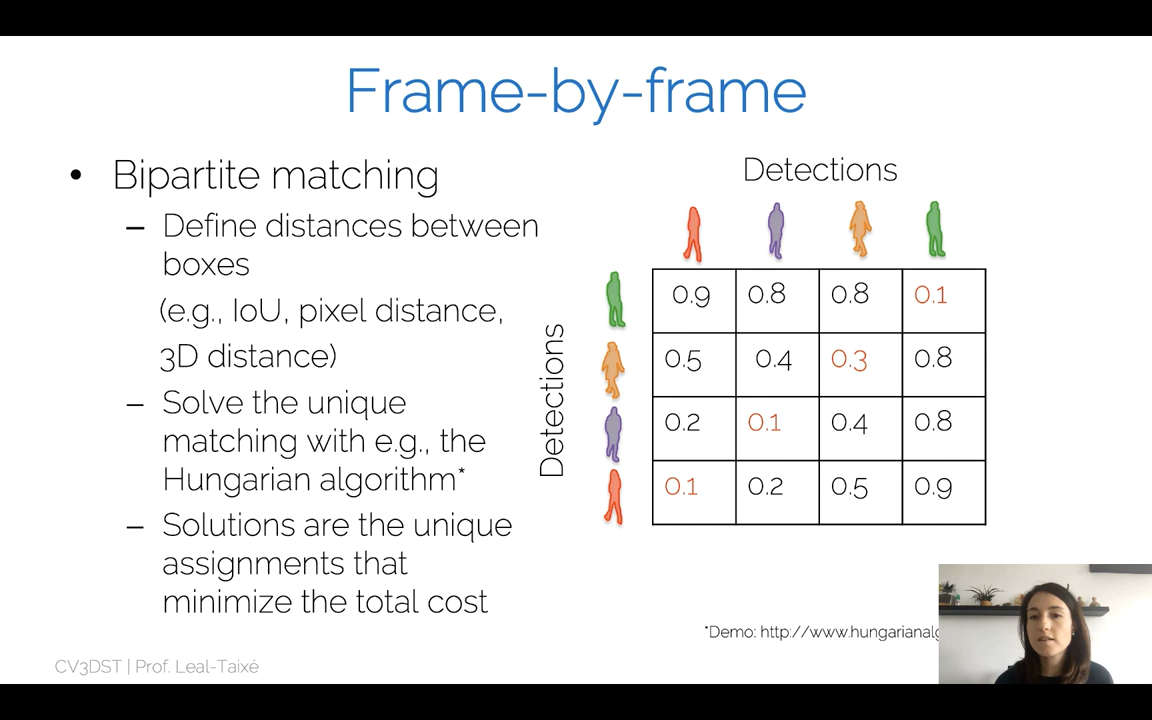 Frame-by-frame
• Bipartite matching
– Define distances between
boxes
(e.g., IoU, pixel distance,
3D distance)
– Solve the unique
matching with e.g., the
Hungarian algorithm*
– Solutions are the unique
assignments that
minimize the total cost
Detections
Detections
0.9 0.8 0.8 0.1
0.5 0.4 0.3 0.8
0.2 0.1 0.4 0.8
0.1 0.2 0.5 0.9
*Demo: http://www.hungarianalg
CV3DST | Prof. Leal-Taixé